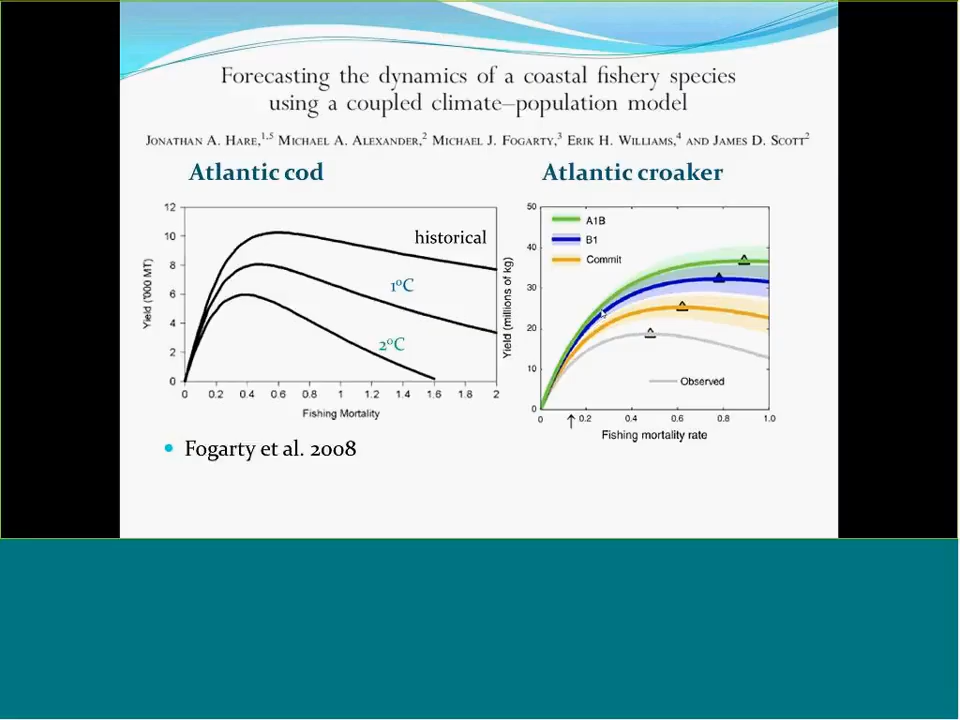 Forecasting the dynamics of a coastal fishery species
using a coupled climate–population model
JONATHAN A. HARE,1,5 MICHAEL A. ALEXANDER,2 MICHAEL J. FOGARTY,3 ERIK H. WILLIAMS,4 AND JAMES D. SCOTT2
Atlantic cod
12
10
8
6
4
2
0
Yield ('000 MT)
historical
1°C
2°C
0 0.2 0.4 0.6 0.8 1 1.2 1.4 1.6 1.8 2
Fishing Mortality
Atlantic croaker
50
40
30
20
10
0
Yield (millions of kg)
A1B
B1
Commit
Observed
0 0.2 0.4 0.6 0.8 1.0
Fishing mortality rate
Fogarty et al. 2008